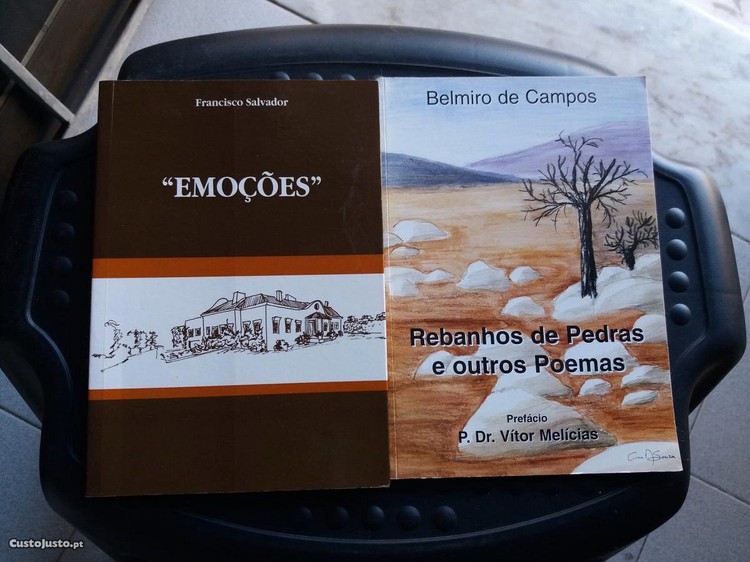 Francisco Salvador
“EMOÇÕES”
Belmiro de Campos
Rebanhos de Pedras
e outros Poemas
Prefácio
P. Dr. Vítor Melícias
CustoJusto.pt